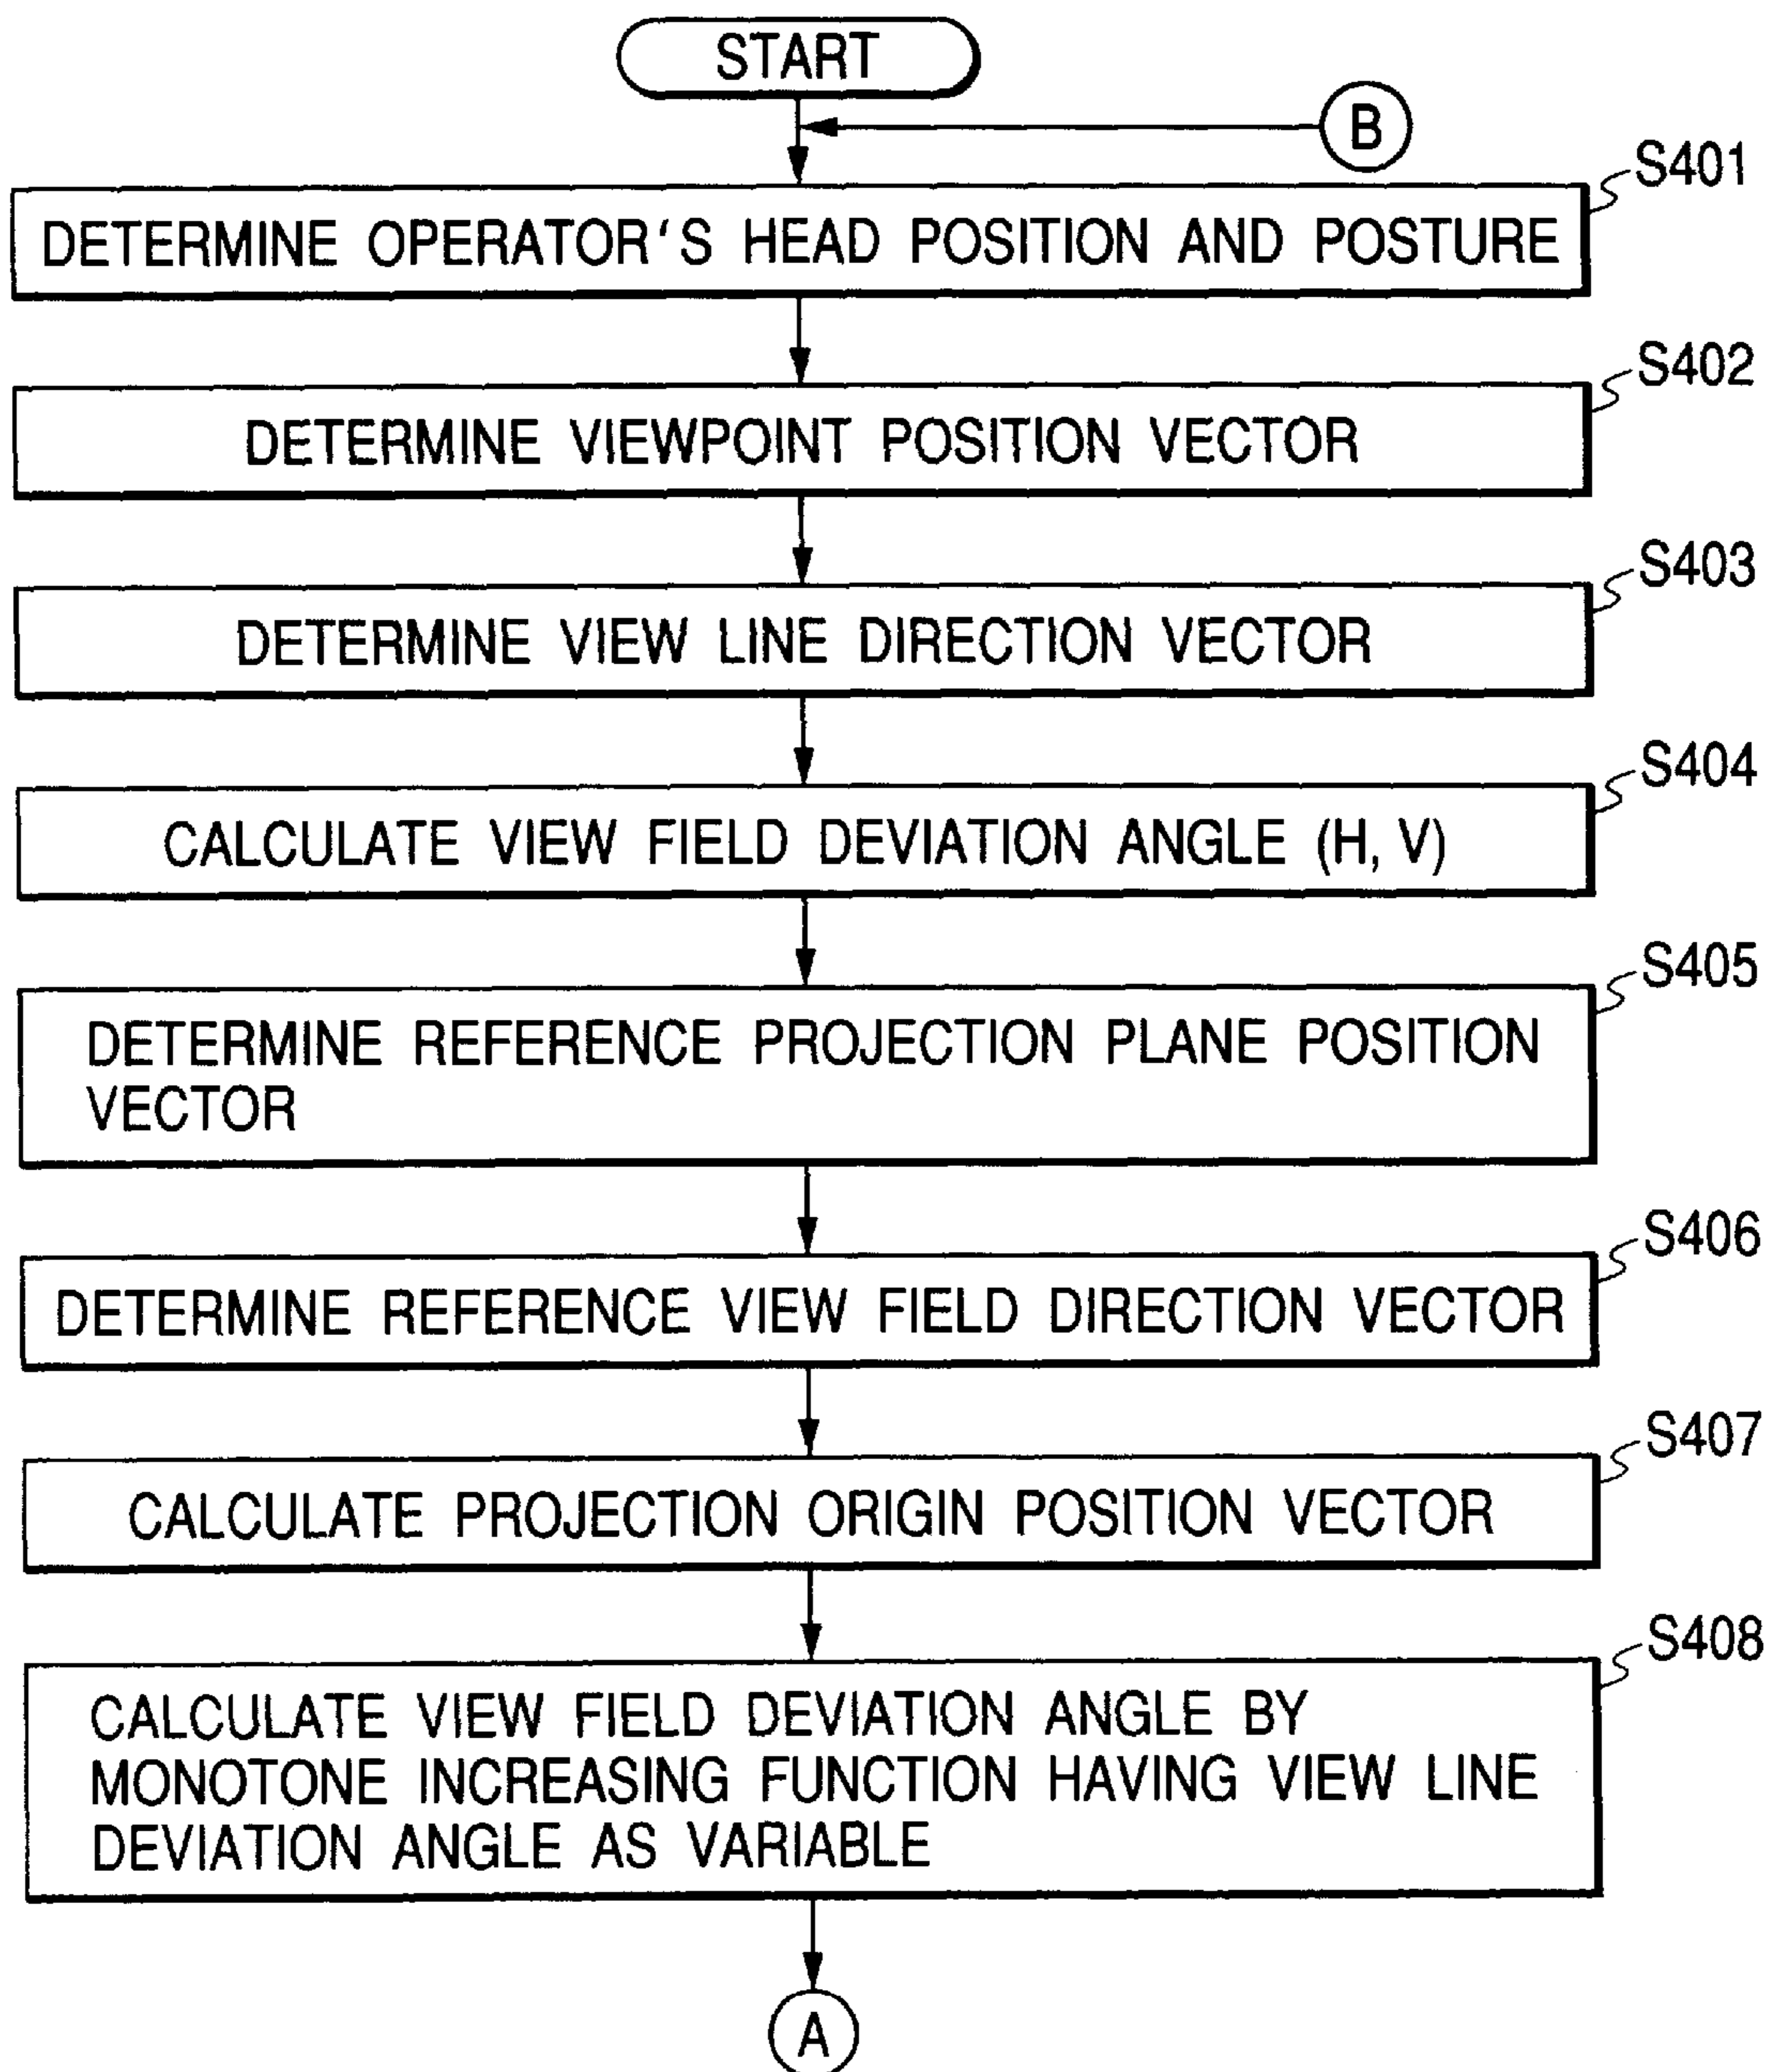 START
B
S401
DETERMINE OPERATOR'S HEAD POSITION AND POSTURE
S402
DETERMINE VIEWPOINT POSITION VECTOR
S403
DETERMINE VIEW LINE DIRECTION VECTOR
S404
CALCULATE VIEW FIELD DEVIATION ANGLE (H, V)
S405
DETERMINE REFERENCE PROJECTION PLANE POSITION
VECTOR
S406
DETERMINE REFERENCE VIEW FIELD DIRECTION VECTOR
S407
CALCULATE PROJECTION ORIGIN POSITION VECTOR
S408
CALCULATE VIEW FIELD DEVIATION ANGLE BY
MONOTONE INCREASING FUNCTION HAVING VIEW LINE
DEVIATION ANGLE AS VARIABLE
A